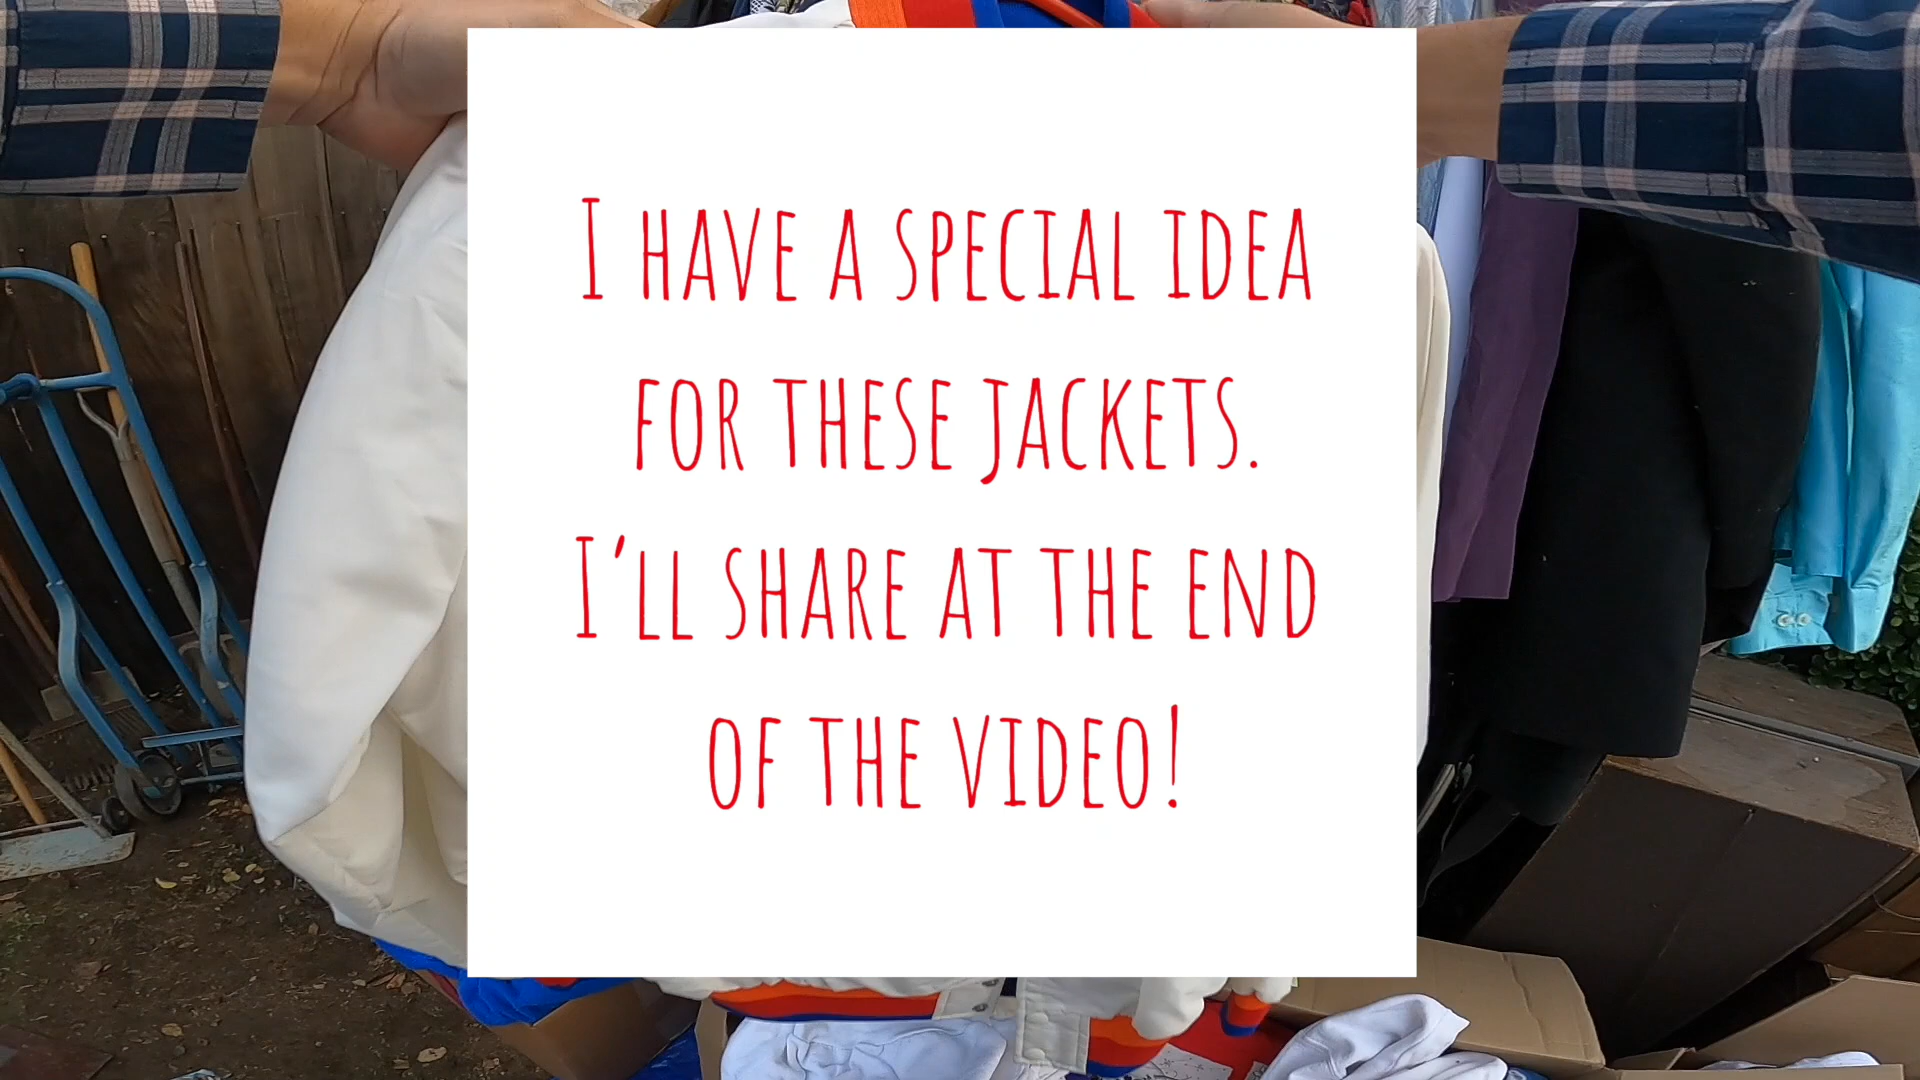 I HAVE A SPECIAL IDEA
FOR THESE JACKETS.
I'LL SHARE AT THE END
OF THE VIDEO!